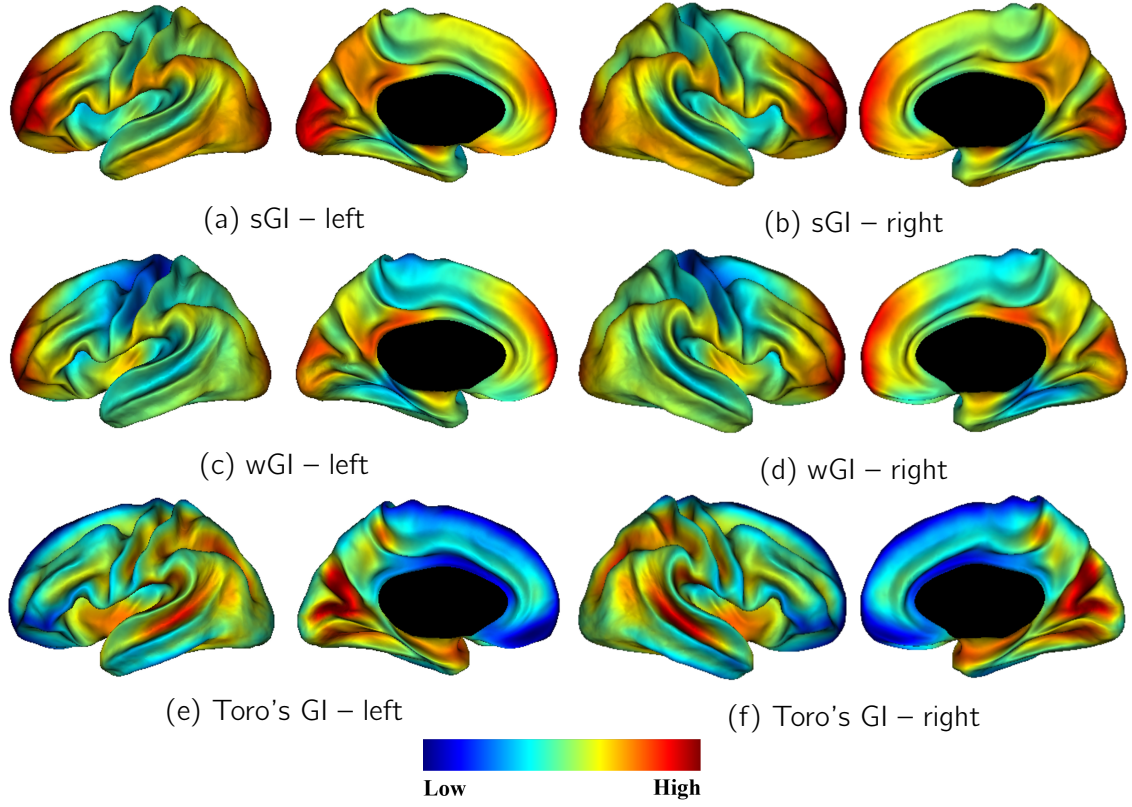 (a) sGI – left
(b) sGI – right
(c) wGI – left
(d) wGI – right
(e) Toro's GI – left
(f) Toro's GI – right
Low High